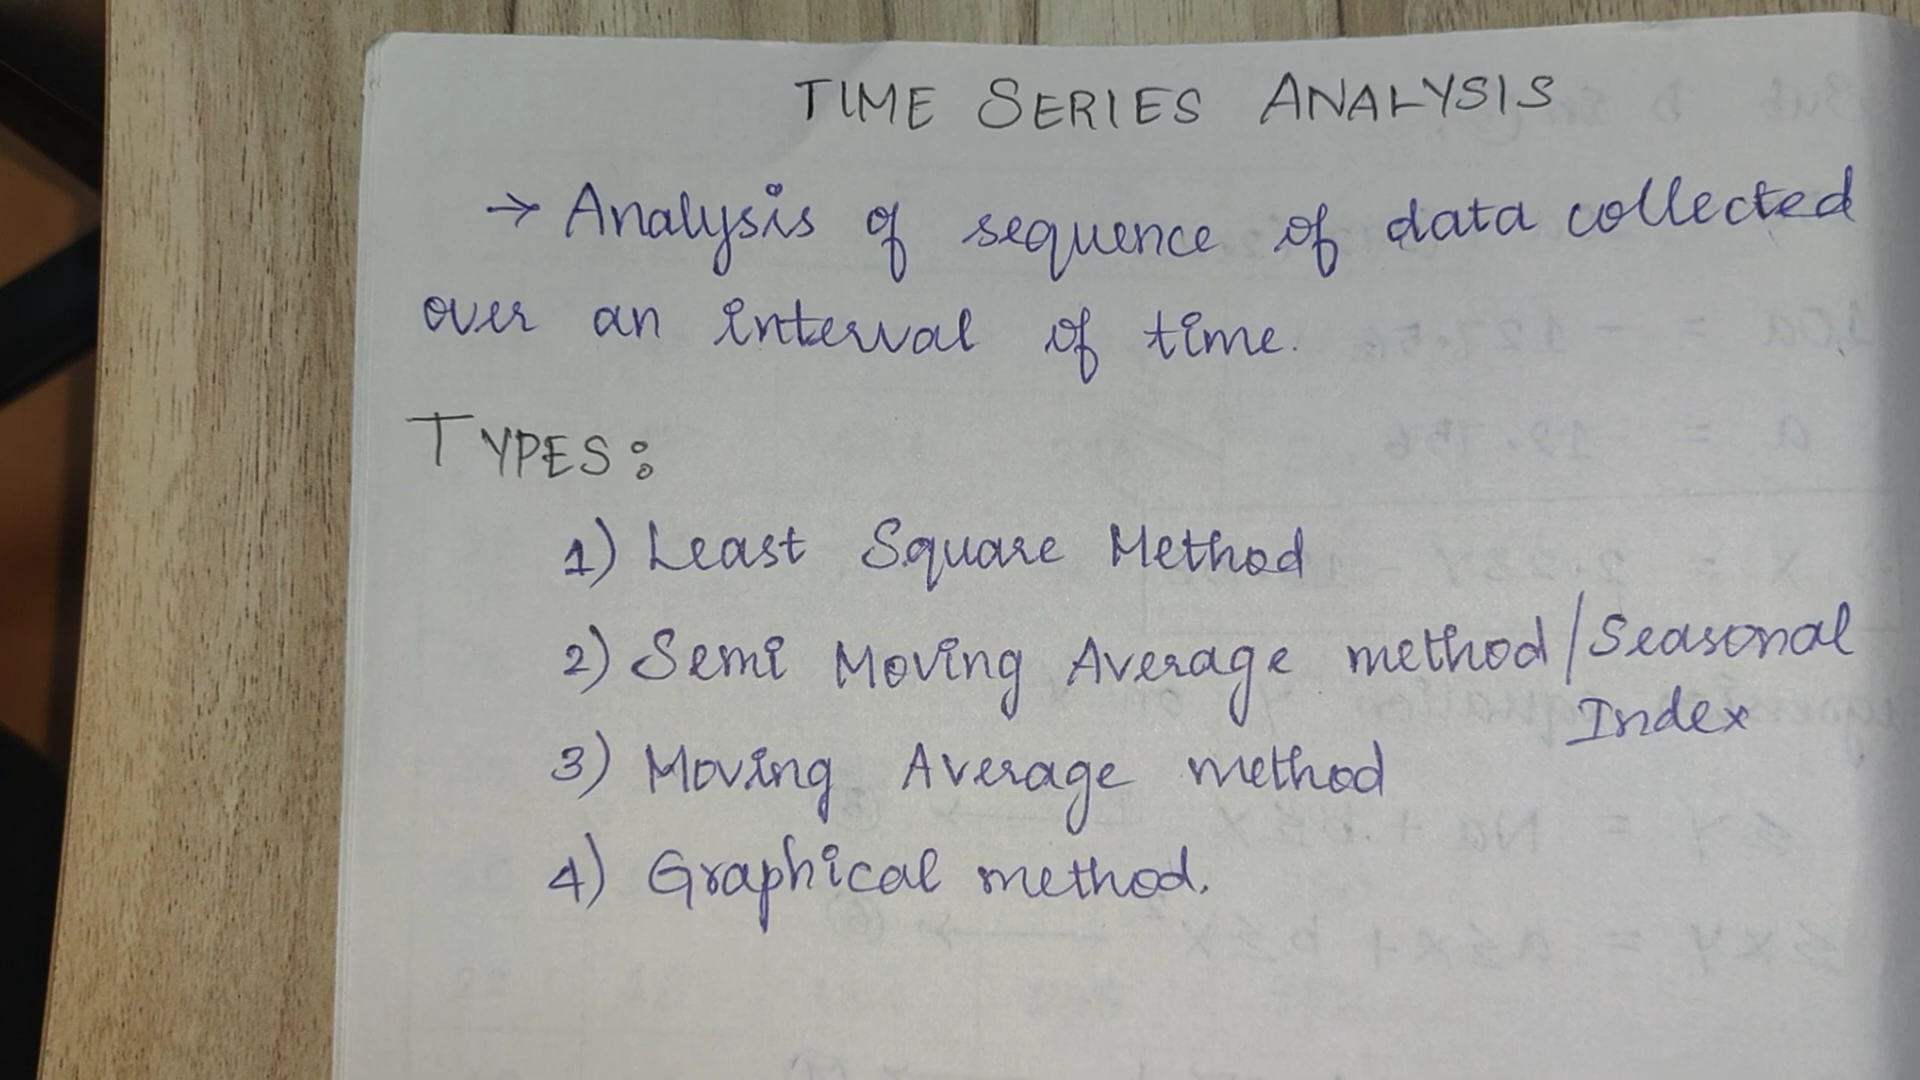 TIME SERIES ANALYSIS
→ Analysis of sequence of data collected
over an interval of time.
TYPES:
1) Least Square Method
2) Semi Moving Average method/Seasonal
Index
3) Moving Average method
4) Graphical method.